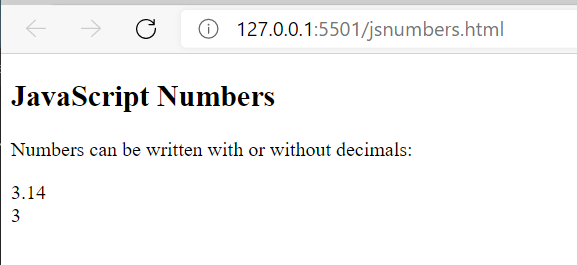 127.0.0.1:5501/jsnumbers.html
JavaScript Numbers
Numbers can be written with or without decimals:
3.14
3